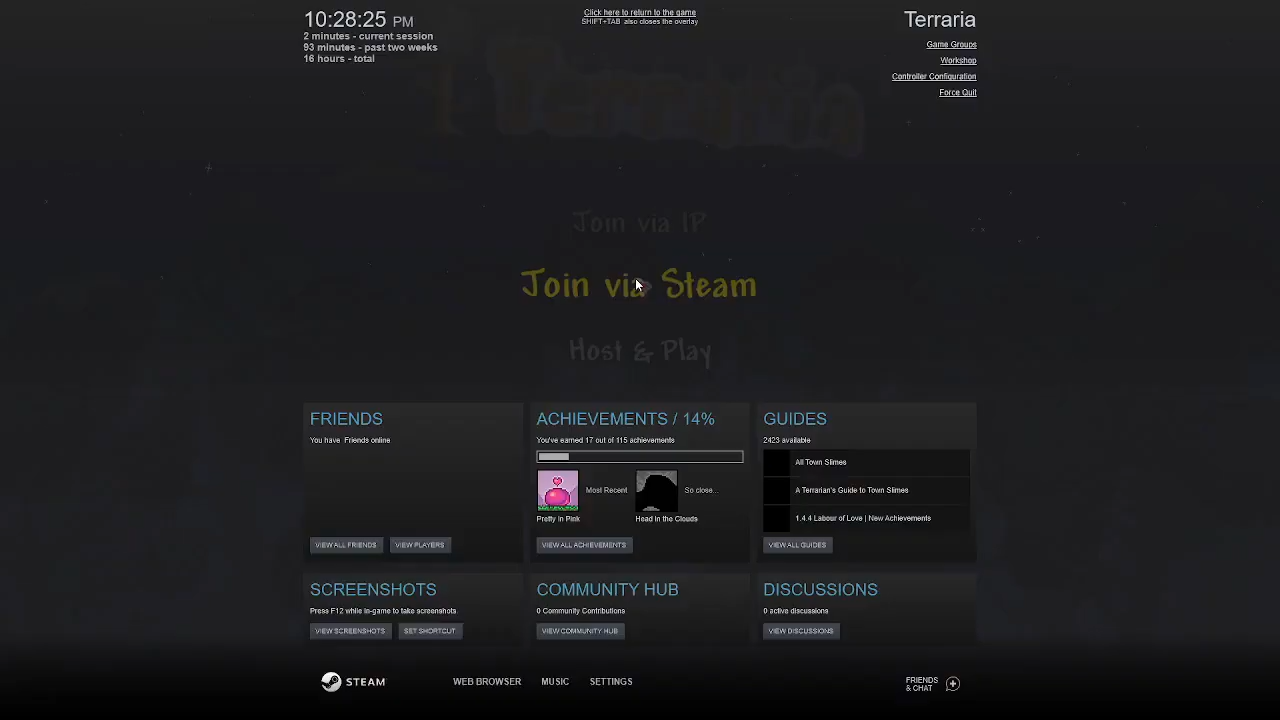 10:28:25 PM
2 minutes - current session
93 minutes - past two weeks
16 hours - total
Click here to return to the game
SHIFT+TAB also closes the overlay
Terraria
Game Groups
Workshop
Controller Configuration
Force Quit
Terraria
Join via IP
Join via Steam
Host & Play
FRIENDS
You have Friends online
VIEW ALL FRIENDS
VIEW PLAYERS
ACHIEVEMENTS / 14%
You've earned 17 out of 115 achievements
Most Recent
So close...
Pretty in Pink
Head in the Clouds
VIEW ALL ACHIEVEMENTS
GUIDES
2423 available
All Town Slimes
A Terrarian's Guide to Town Slimes
1.4.4 Labour of Love | New Achievements
VIEW ALL GUIDES
SCREENSHOTS
Press F12 while in-game to take screenshots.
VIEW SCREENSHOTS
SET SHORTCUT
COMMUNITY HUB
0 Community Contributions
VIEW COMMUNITY HUB
DISCUSSIONS
0 active discussions
VIEW DISCUSSIONS
STEAM
WEB BROWSER
MUSIC
SETTINGS
FRIENDS
& CHAT